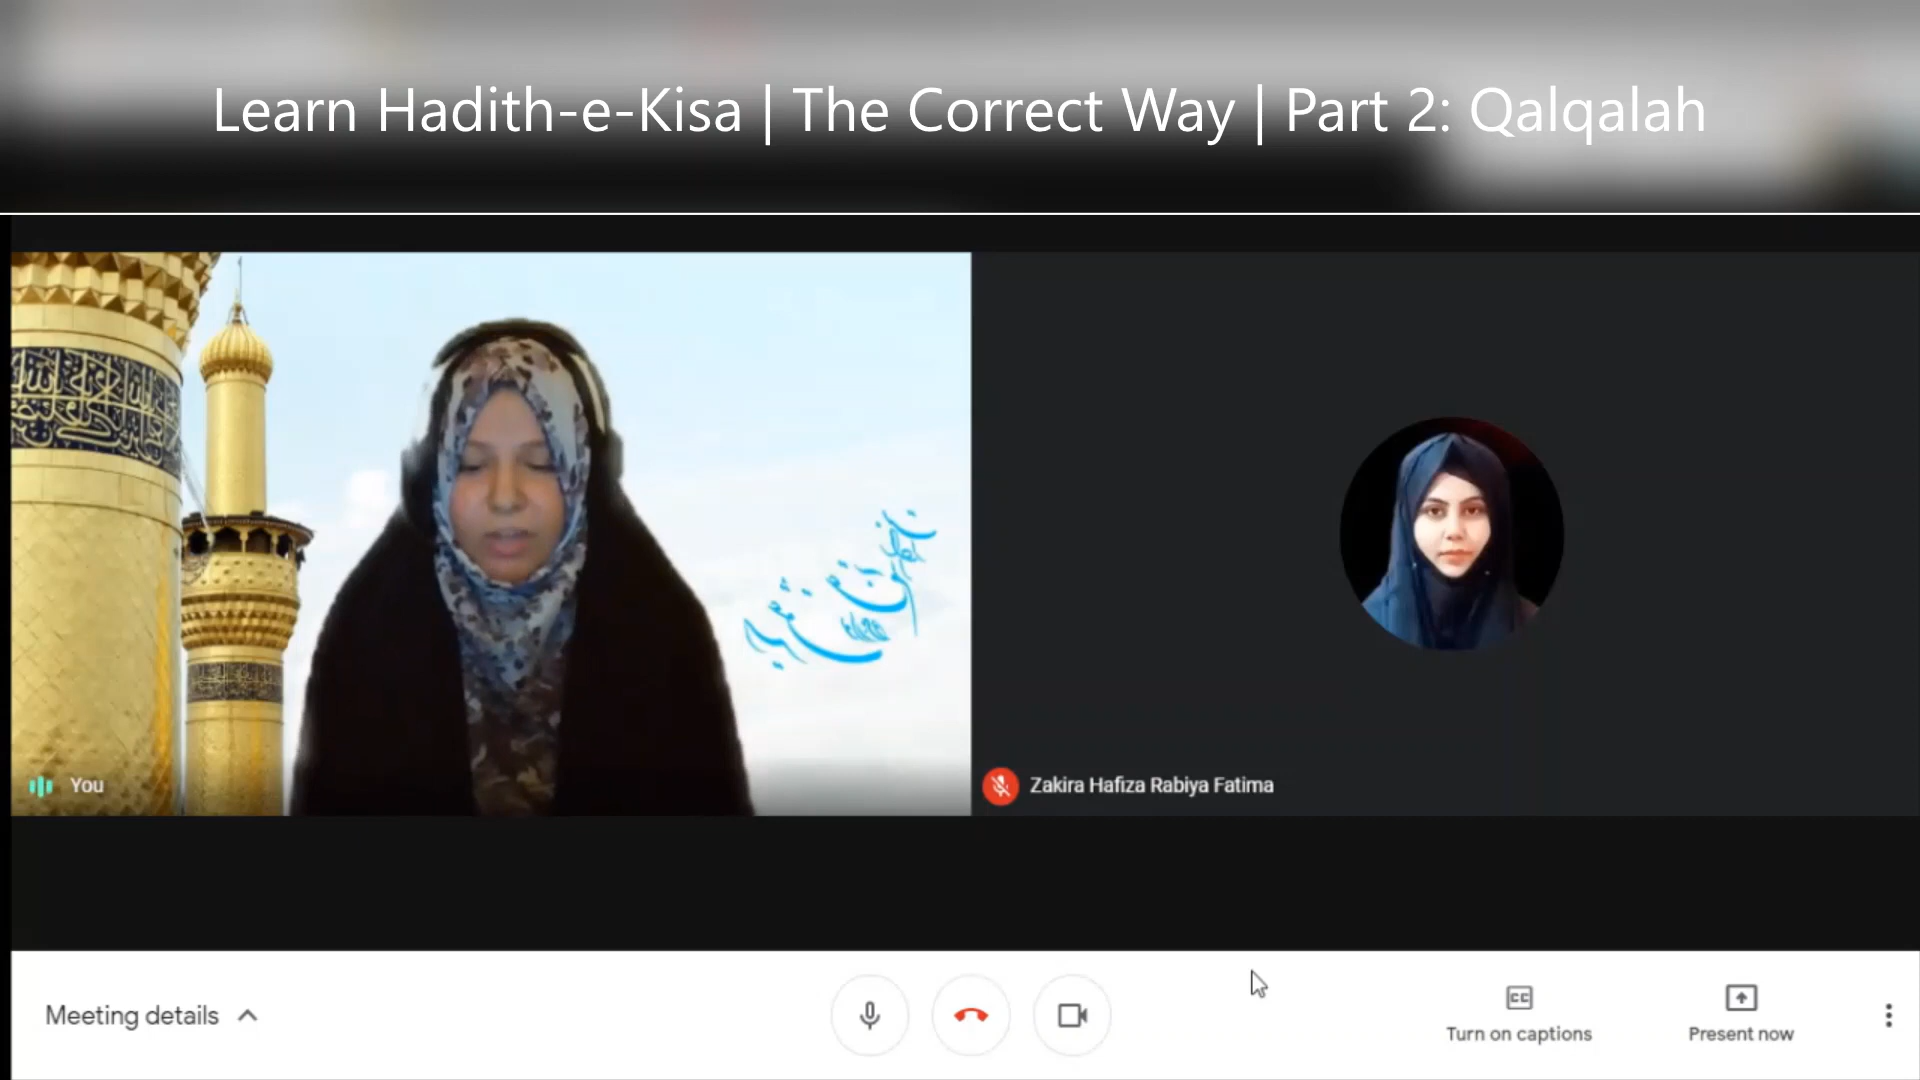 Learn Hadith-e-Kisa | The Correct Way | Part 2: Qalqalah
You
Zakira Hafiza Rabiya Fatima
Meeting details
CC
Turn on captions
Present now